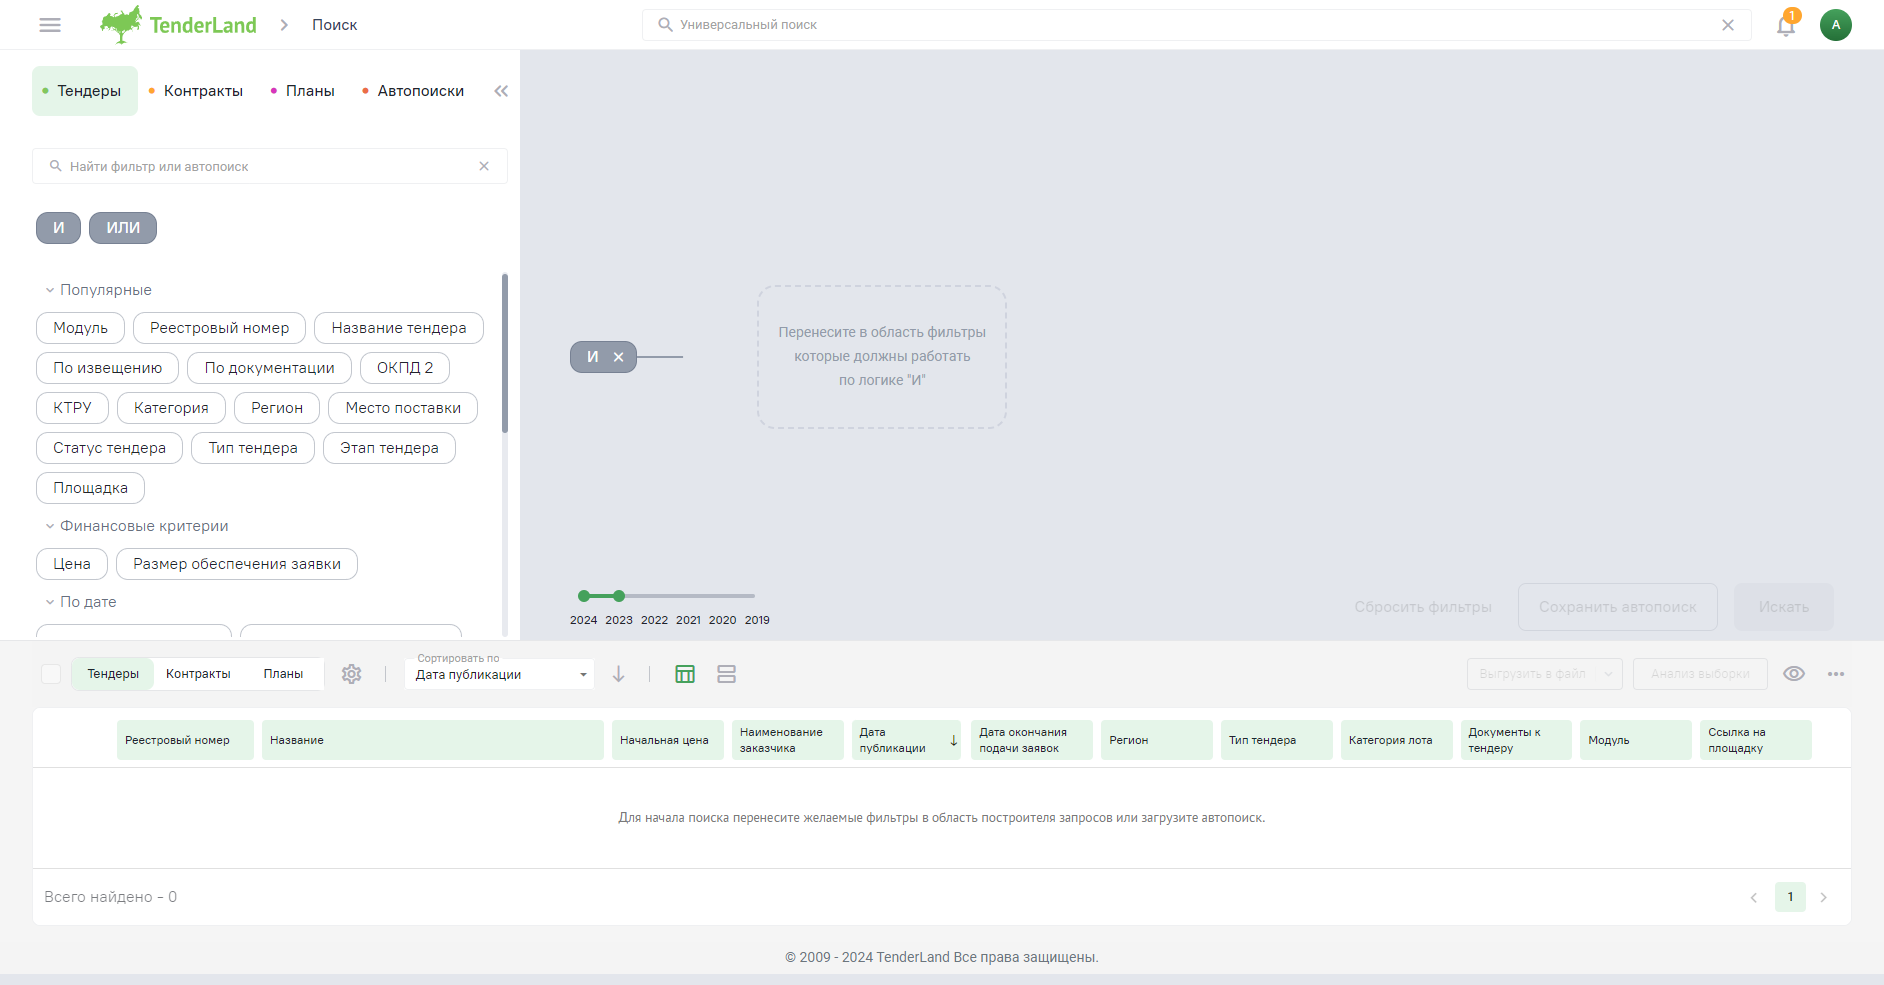 TenderLand
Поиск
Универсальный поиск
1
A
Тендеры
Контракты
Планы
Автопоиски
Найти фильтр или автопоиск
И
ИЛИ
Популярные
Модуль
Реестровый номер
Название тендера
По извещению
По документации
ОКПД 2
КТРУ
Категория
Регион
Место поставки
Статус тендера
Тип тендера
Этап тендера
Площадка
Финансовые критерии
Цена
Размер обеспечения заявки
По дате
И
Перенесите в область фильтры
которые должны работать
по логике "И"
2024 2023 2022 2021 2020 2019
Сбросить фильтры
Сохранить автопоиск
Искать
Тендеры
Контракты
Планы
Сортировать по
Дата публикации
Выгрузить в файл
Анализ выборки
Реестровый номер
Название
Начальная цена
Наименование
заказчика
Дата
публикации
Дата окончания
подачи заявок
Регион
Тип тендера
Категория лота
Документы к
тендеру
Модуль
Ссылка на
площадку
Для начала поиска перенесите желаемые фильтры в область построителя запросов или загрузите автопоиск.
Всего найдено - 0
1
© 2009 - 2024 TenderLand Все права защищены.